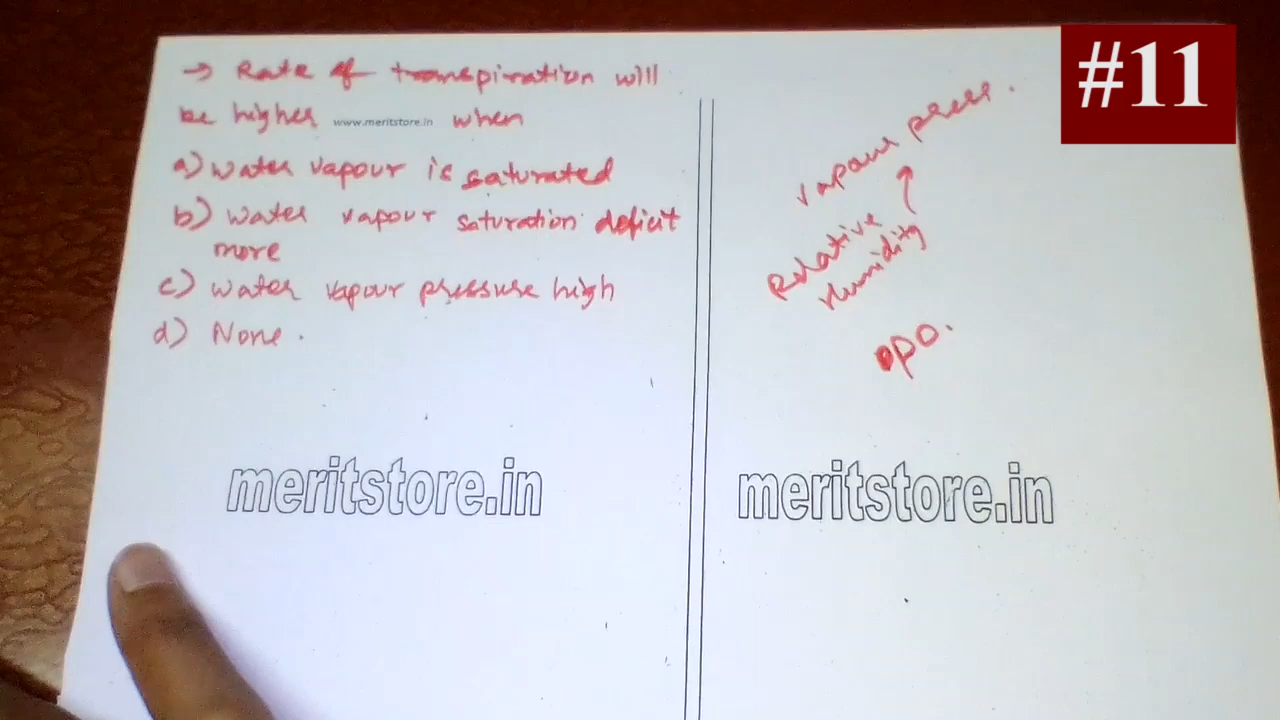 #11
→ Rate of transpiration will
be higher www.meritstore.in when
a) water vapour is saturated
b) water vapour saturation deficit
more
c) water vapour pressure high
d) None.
vapour press.
Relative
Humidity
meritstore.in
meritstore.in